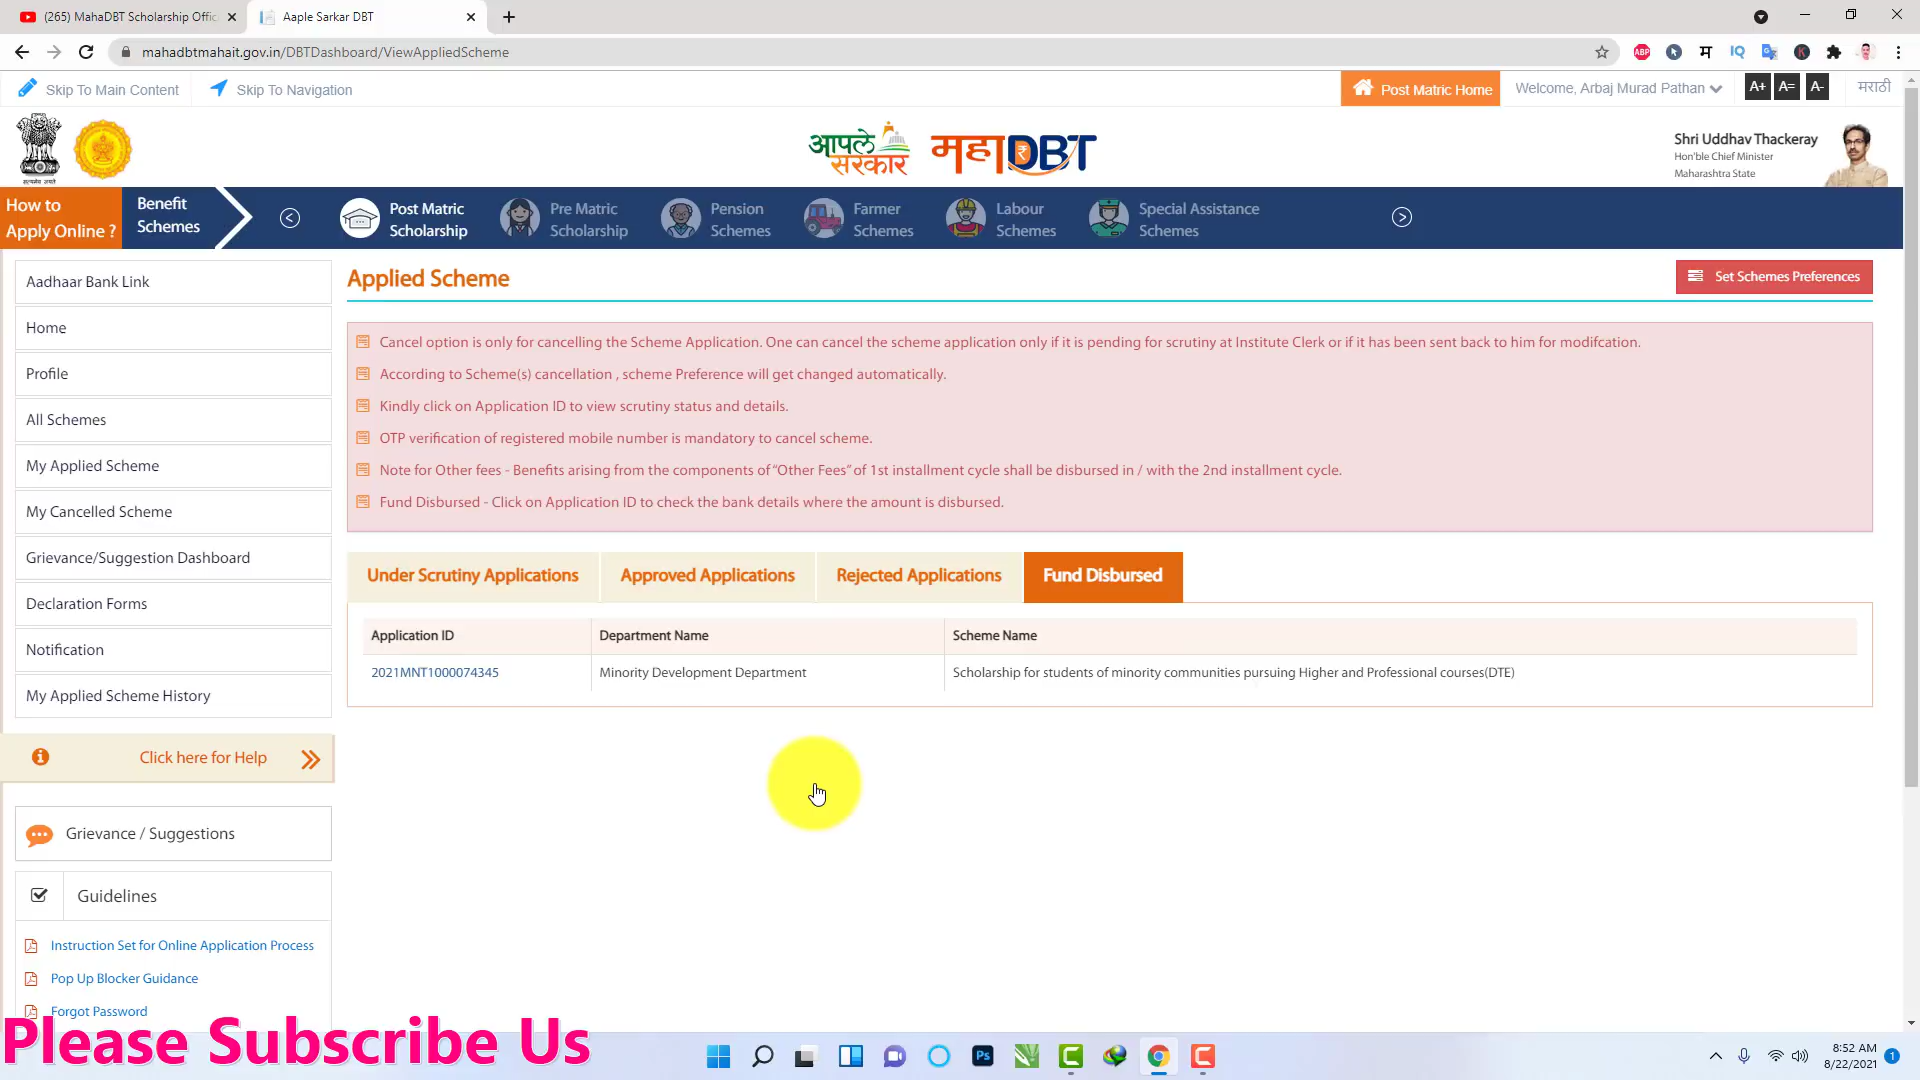 (265) MahaDBT Scholarship Offic
Aaple Sarkar DBT
mahadbtmahait.gov.in/DBTDashboard/ViewAppliedScheme
ABP
म
IQ
K
Skip To Main Content
Skip To Navigation
Post Matric Home
Welcome, Arbaj Murad Pathan
A+ A= A-
मराठी
सत्यमेव जयते
आपले सरकार
महाDBT
Shri Uddhav Thackeray
Hon'ble Chief Minister
Maharashtra State
How to
Apply Online ?
Benefit
Schemes
Post Matric
Scholarship
Pre Matric
Scholarship
Pension
Schemes
Farmer
Schemes
Labour
Schemes
Special Assistance
Schemes
Aadhaar Bank Link
Home
Profile
All Schemes
My Applied Scheme
My Cancelled Scheme
Grievance/Suggestion Dashboard
Declaration Forms
Notification
My Applied Scheme History
Click here for Help
Grievance / Suggestions
Guidelines
Instruction Set for Online Application Process
Pop Up Blocker Guidance
Forgot Password
Applied Scheme
Set Schemes Preferences
Cancel option is only for cancelling the Scheme Application. One can cancel the scheme application only if it is pending for scrutiny at Institute Clerk or if it has been sent back to him for modifcation.
According to Scheme(s) cancellation , scheme Preference will get changed automatically.
Kindly click on Application ID to view scrutiny status and details.
OTP verification of registered mobile number is mandatory to cancel scheme.
Note for Other fees - Benefits arising from the components of “Other Fees” of 1st installment cycle shall be disbursed in / with the 2nd installment cycle.
Fund Disbursed - Click on Application ID to check the bank details where the amount is disbursed.
Under Scrutiny Applications
Approved Applications
Rejected Applications
Fund Disbursed
Application ID
Department Name
Scheme Name
2021MNT1000074345
Minority Development Department
Scholarship for students of minority communities pursuing Higher and Professional courses(DTE)
Please Subscribe Us
Ps
8:52 AM
8/22/2021
1